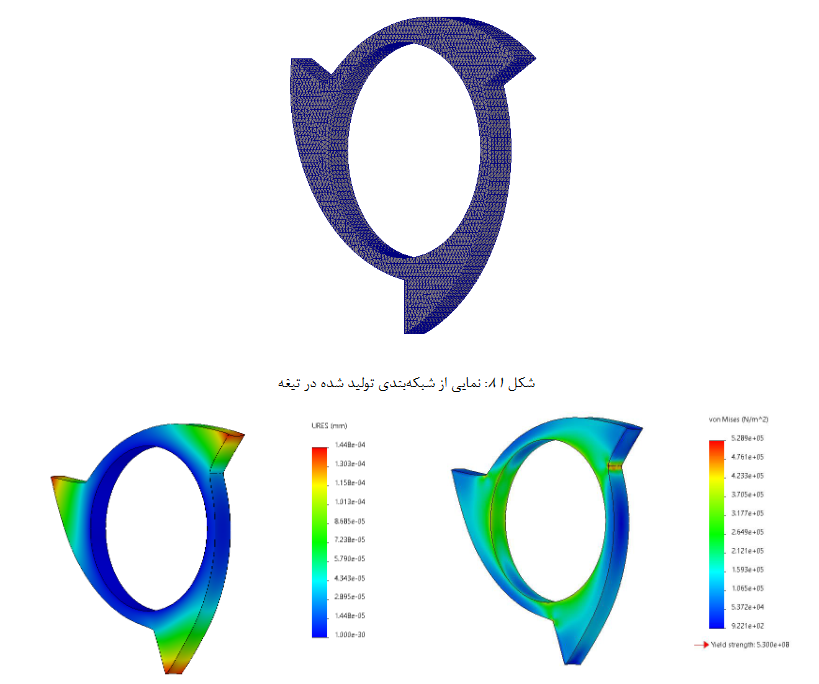 شکل ۸۱: نمایی از شبکه‌بندی تولید شده در تیغه
URES (mm)
1.448e-04
1.303e-04
1.158e-04
1.013e-04
8.685e-05
7.238e-05
5.790e-05
4.343e-05
2.895e-05
1.448e-05
1.000e-30
von Mises (N/m^2)
5.289e+05
4.761e+05
4.233e+05
3.705e+05
3.177e+05
2.649e+05
2.121e+05
1.593e+05
1.065e+05
5.372e+04
9.221e+02
Yield strength: 5.300e+08